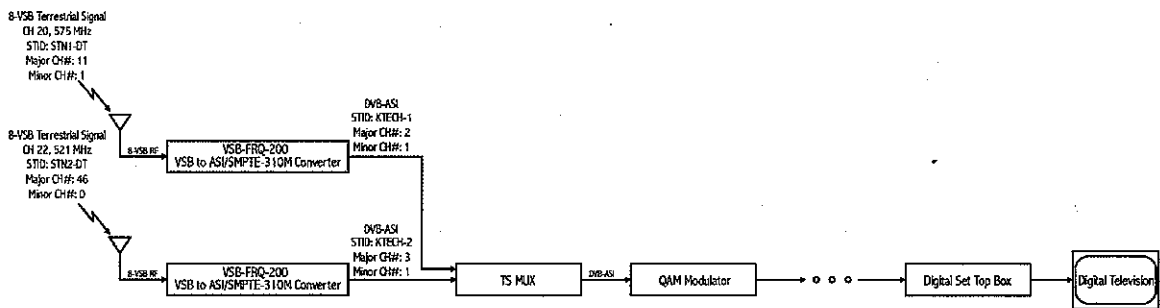 8-VSB Terrestrial Signal
CH 20, 575 MHz
STID: STN1-DT
Major CH#: 11
Minor CH#: 1
8-VSB RF
VSB-FRQ-200
VSB to ASI/SMPTE-310M Converter
DVB-ASI
STID: KTECH-1
Major CH#: 2
Minor CH#: 1
8-VSB Terrestrial Signal
CH 22, 521 MHz
STID: STN2-DT
Major CH#: 46
Minor CH#: 0
8-VSB RF
VSB-FRQ-200
VSB to ASI/SMPTE-310M Converter
DVB-ASI
STID: KTECH-2
Major CH#: 3
Minor CH#: 1
TS MUX
DVB-ASI
QAM Modulator
Digital Set Top Box
Digital Television